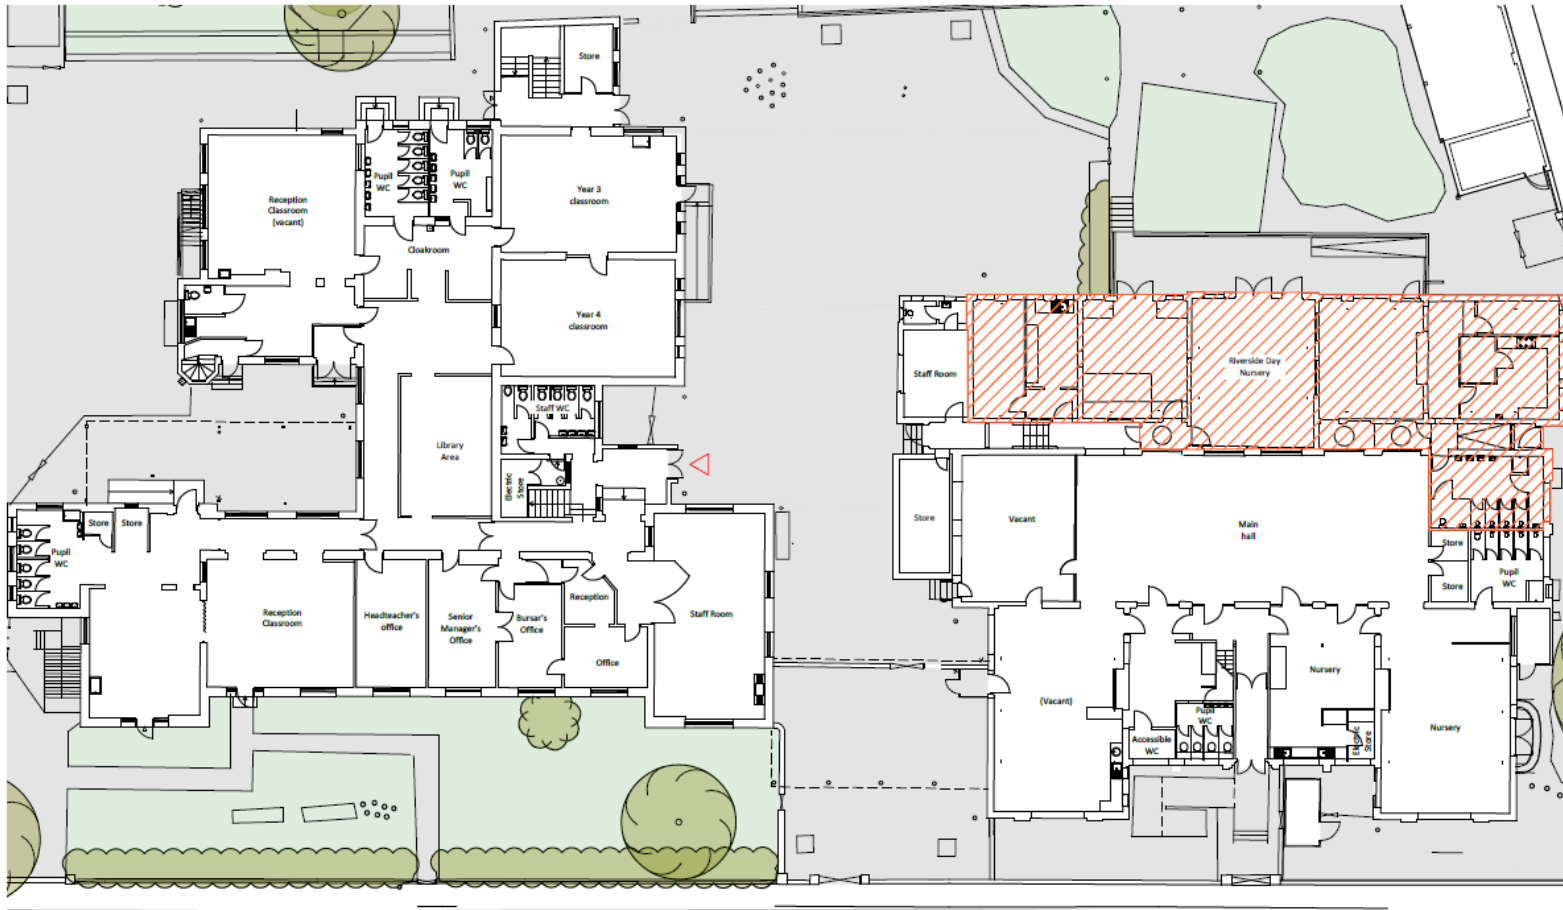 Store
Pupil
WC
Pupil
WC
Year 3
classroom
Reception
Classroom
(vacant)
Cloakroom
Year 4
classroom
Staff WC
Library
Area
Electric
Store
Store
Store
Pupil
WC
Reception
Classroom
Headteacher's
office
Senior
Manager's
Office
Bursar's
Office
Reception
Office
Staff Room
Staff Room
Riverside Day
Nursery
Store
Vacant
Main
hall
Store
Store
Pupil
WC
(Vacant)
Pupil
WC
Accessible
WC
Nursery
Electric
Store
Nursery